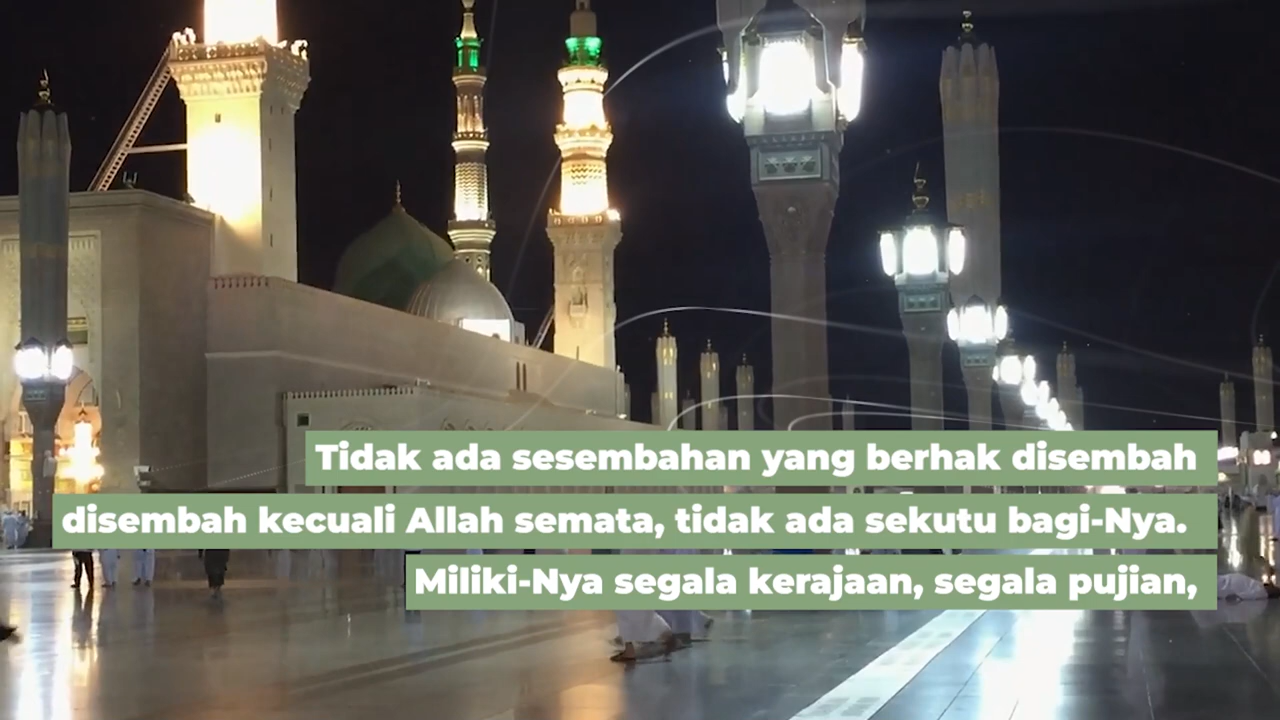 Tidak ada sesembahan yang berhak disembah
disembah kecuali Allah semata, tidak ada sekutu bagi-Nya.
Miliki-Nya segala kerajaan, segala pujian,